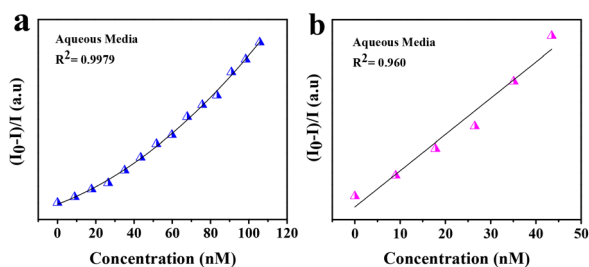 a
Aqueous Media
R²= 0.9979
(I0-I)/I (a.u)
0 20 40 60 80 100 120
Concentration (nM)
b
Aqueous Media
R²= 0.960
(I0-I)/I (a.u)
0 10 20 30 40 50
Concentration (nM)